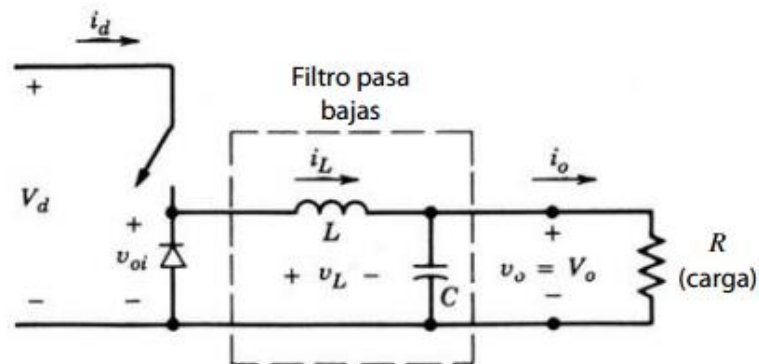 i_d
+
Filtro pasa
bajas
i_L
i_o
V_d
+
v_oi
L
+ v_L −
C
+
v_o = V_o
R
(carga)
−
−
−